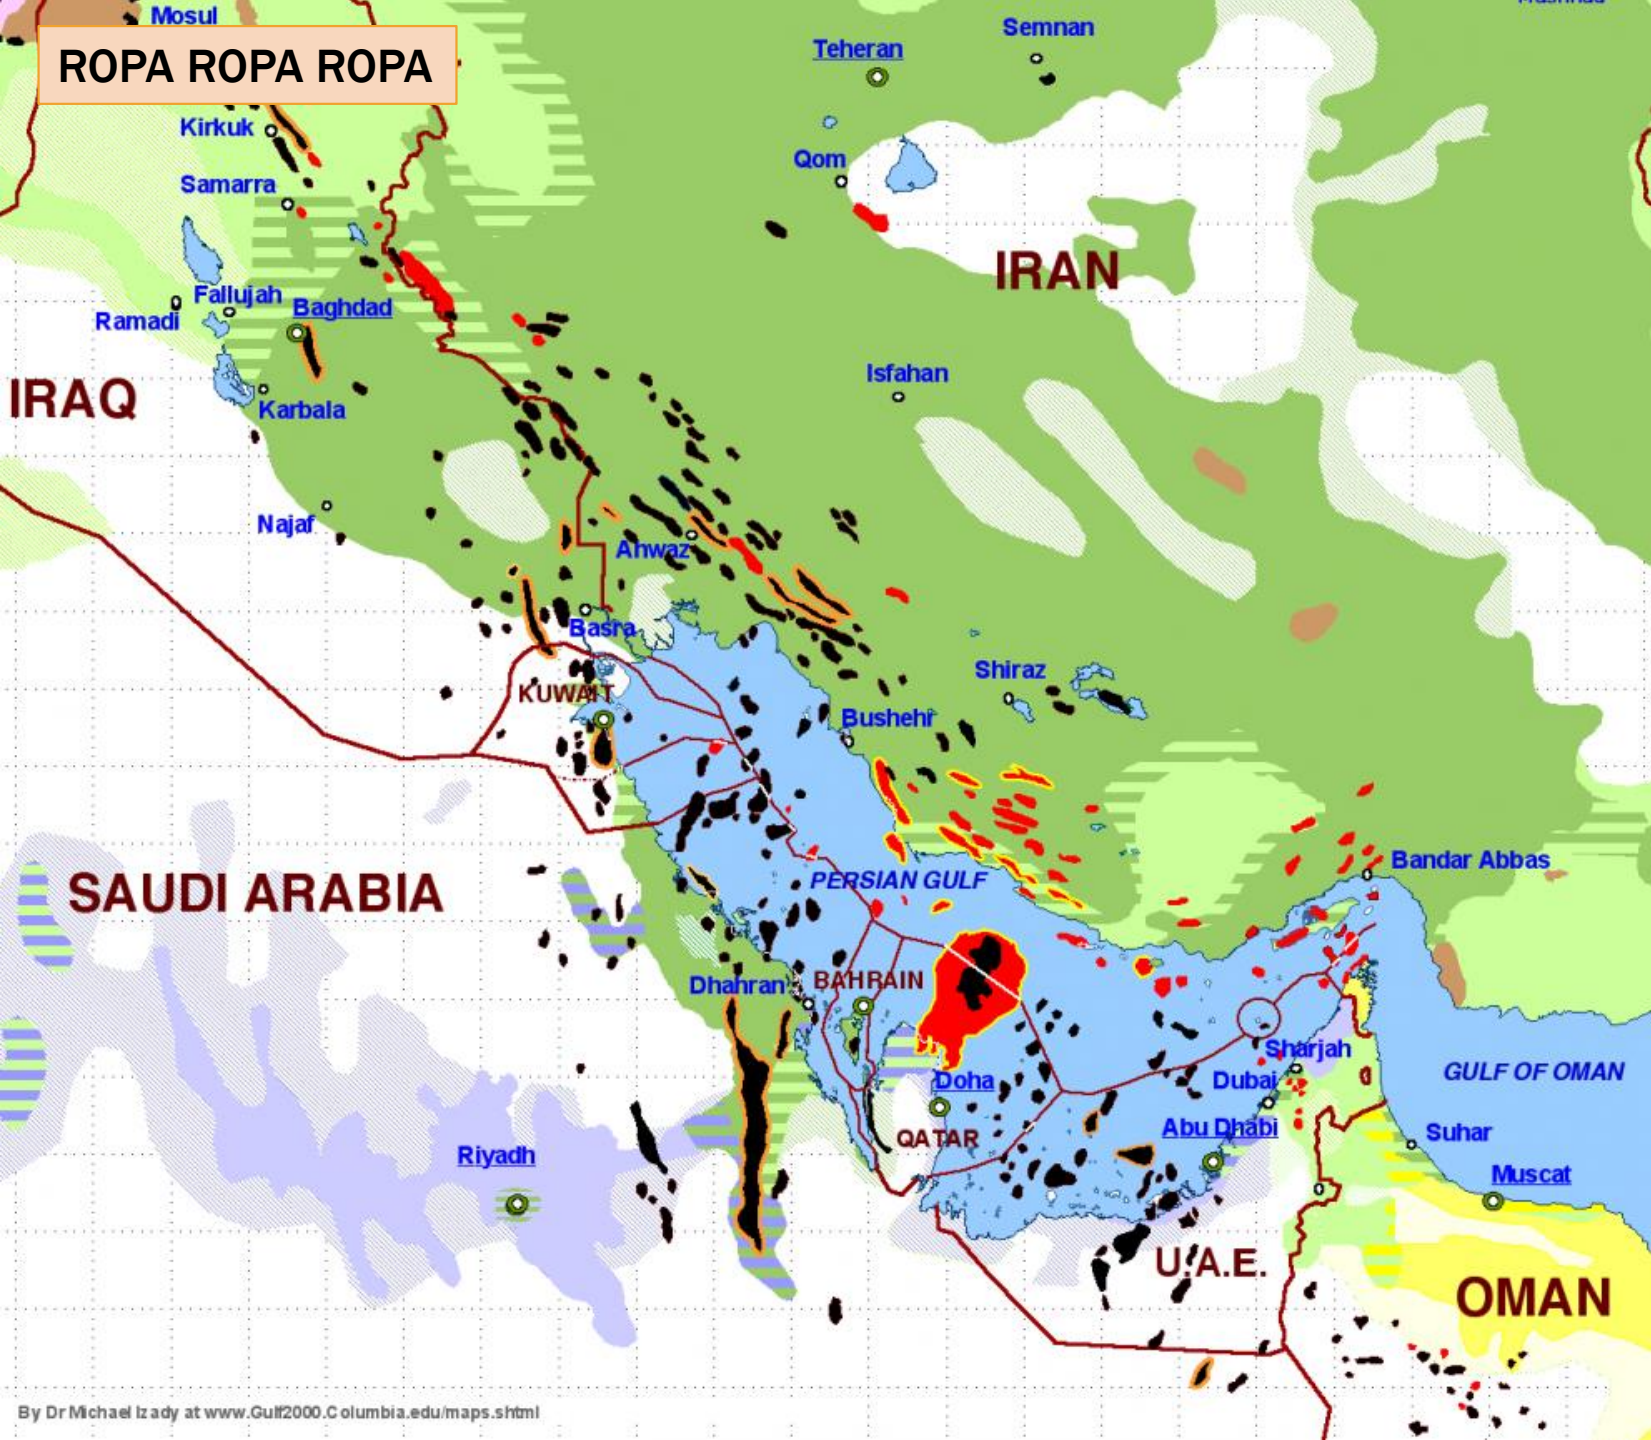 Mosul
ROPA ROPA ROPA
Semnan
Teheran
Kirkuk
Qom
Samarra
IRAN
Fallujah
Baghdad
Ramadi
Isfahan
IRAQ
Karbala
Najaf
Ahwaz
Basra
Shiraz
KUWAIT
Bushehr
Bandar Abbas
PERSIAN GULF
SAUDI ARABIA
BAHRAIN
Dhahran
Sharjah
GULF OF OMAN
Doha
Dubai
Abu Dhabi
Suhar
QATAR
Riyadh
Muscat
U.A.E.
OMAN
By Dr Michael Izady at www.Gulf2000.Columbia.edu/maps.shtml